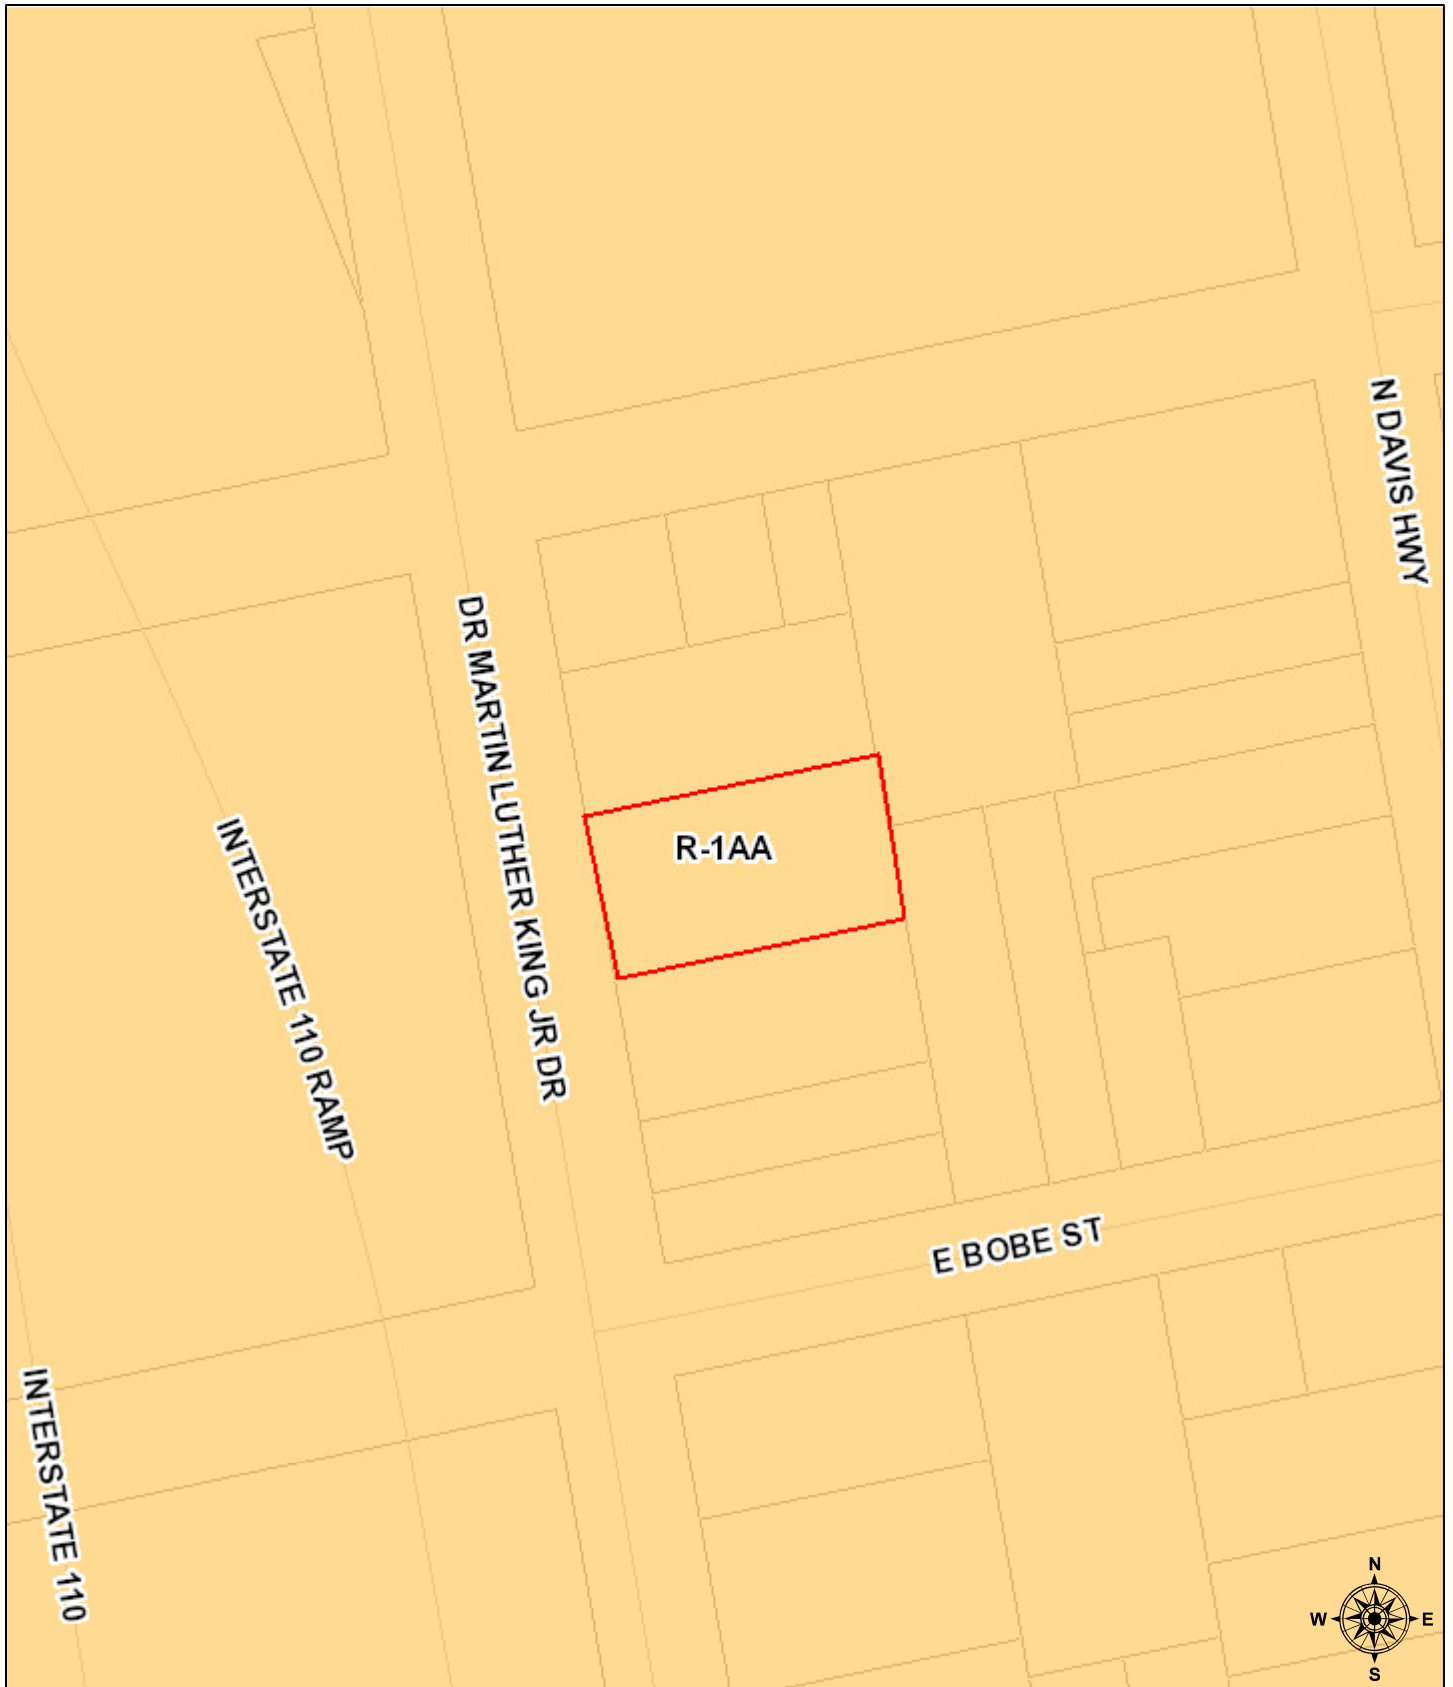 N DAVIS HWY
DR MARTIN LUTHER KING JR DR
R-1AA
INTERSTATE 110 RAMP
E BOBE ST
INTERSTATE 110
N
W E
S